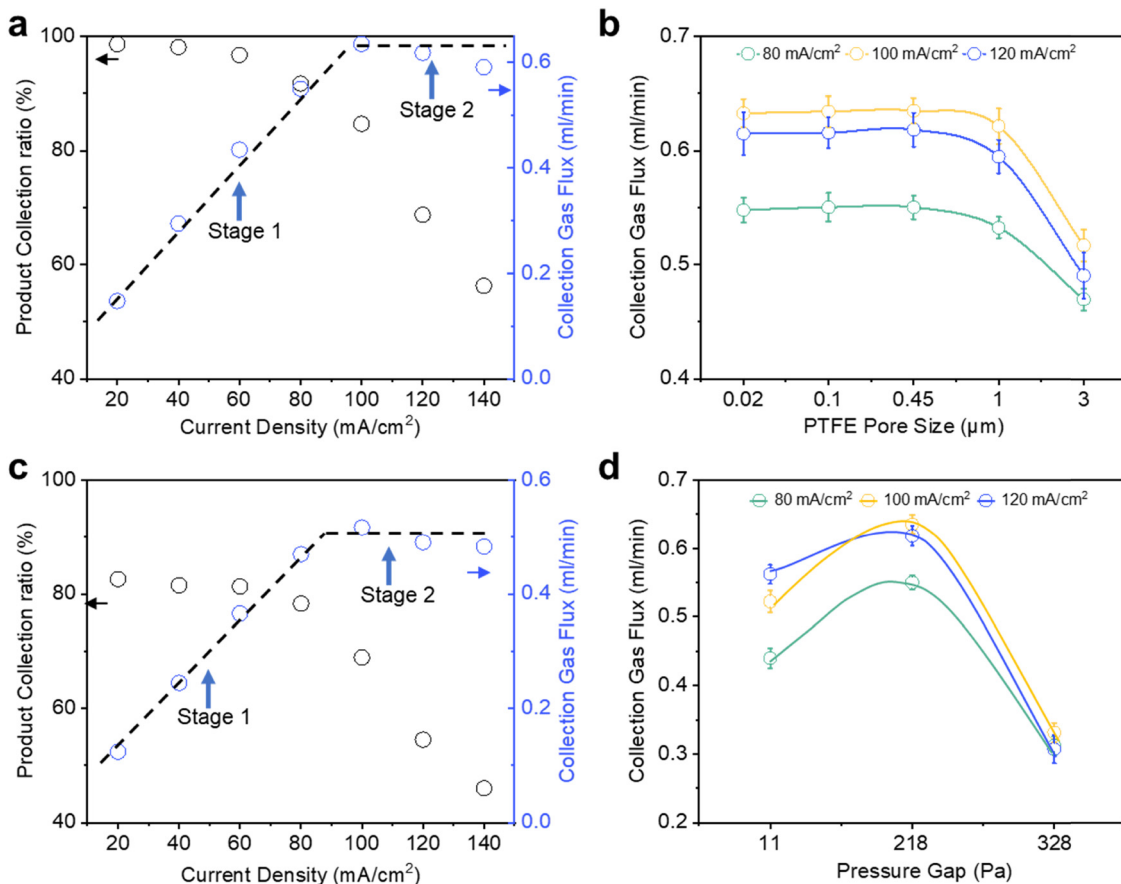 a
Product Collection ratio (%)
100
80
60
40
Stage 1
Stage 2
0.6
0.4
0.2
0.0
Collection Gas Flux (ml/min)
20 40 60 80 100 120 140
Current Density (mA/cm²)
b
Collection Gas Flux (ml/min)
0.7
0.6
0.5
0.4
80 mA/cm² 100 mA/cm² 120 mA/cm²
0.02 0.1 0.45 1 3
PTFE Pore Size (µm)
c
Product Collection ratio (%)
100
80
60
40
Stage 1
Stage 2
0.6
0.4
0.2
0.0
Collection Gas Flux (ml/min)
20 40 60 80 100 120 140
Current Density (mA/cm²)
d
Collection Gas Flux (ml/min)
0.7
0.6
0.5
0.4
0.3
0.2
80 mA/cm² 100 mA/cm² 120 mA/cm²
11 218 328
Pressure Gap (Pa)